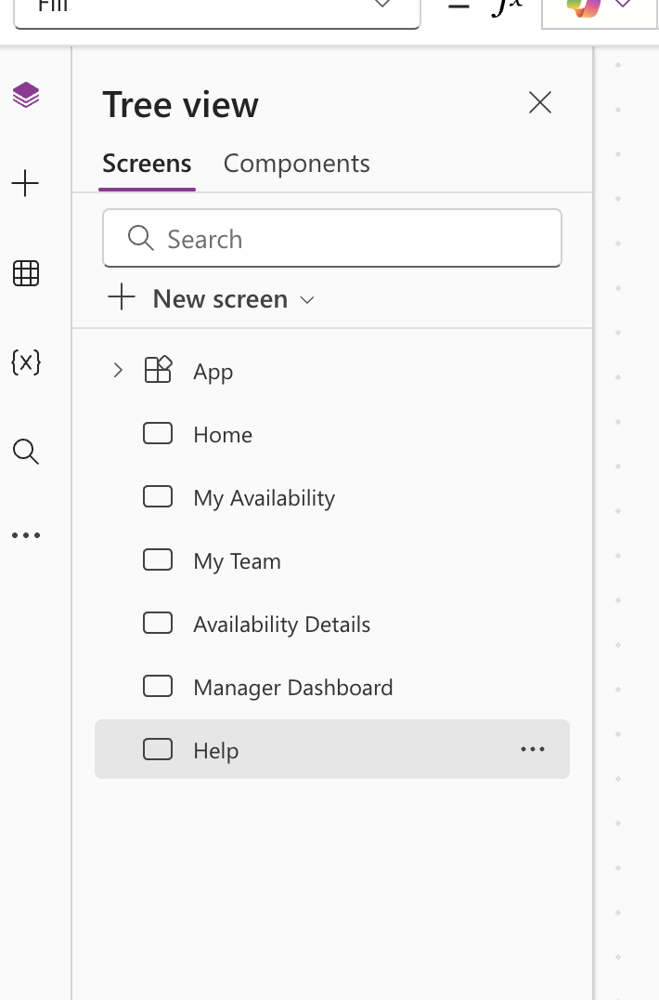 Fill
= fx
Tree view
Screens Components
Search
New screen
{x}
App
Home
My Availability
My Team
Availability Details
Manager Dashboard
Help